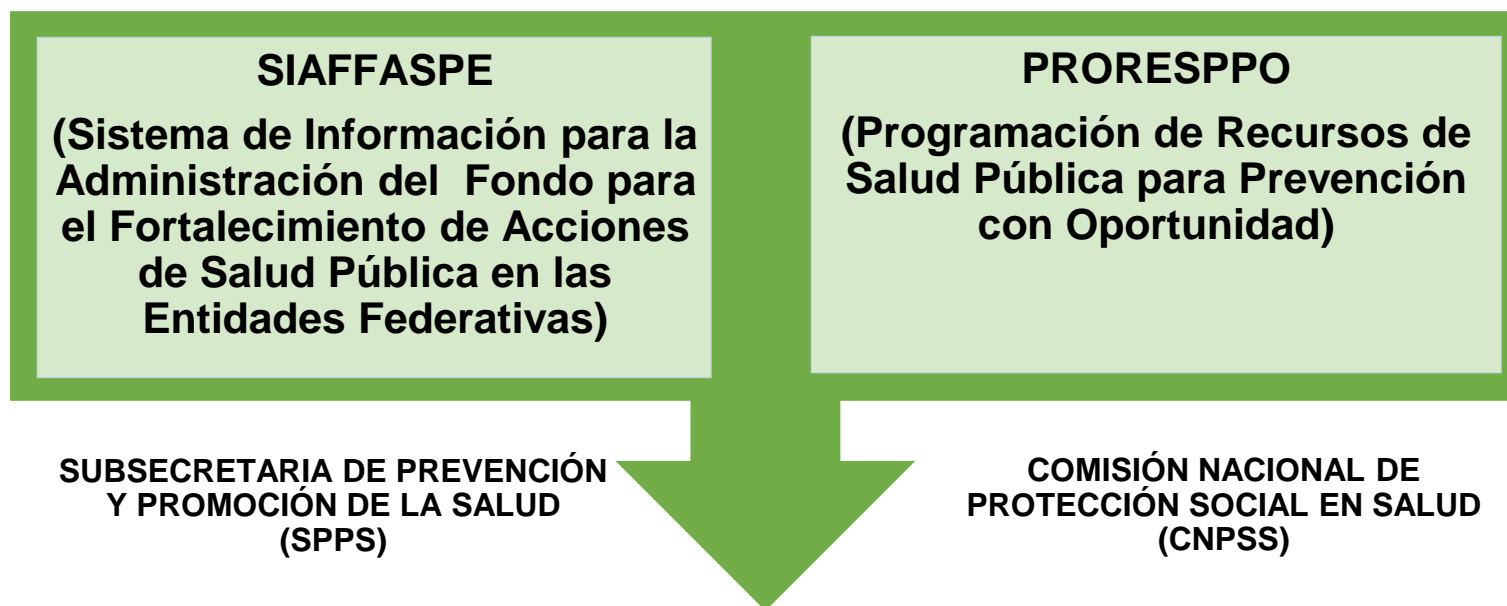 SIAFFASPE
(Sistema de Información para la
Administración del Fondo para
el Fortalecimiento de Acciones
de Salud Pública en las
Entidades Federativas)
PRORESPPO
(Programación de Recursos de
Salud Pública para Prevención
con Oportunidad)
SUBSECRETARIA DE PREVENCIÓN
Y PROMOCIÓN DE LA SALUD
(SPPS)
COMISIÓN NACIONAL DE
PROTECCIÓN SOCIAL EN SALUD
(CNPSS)